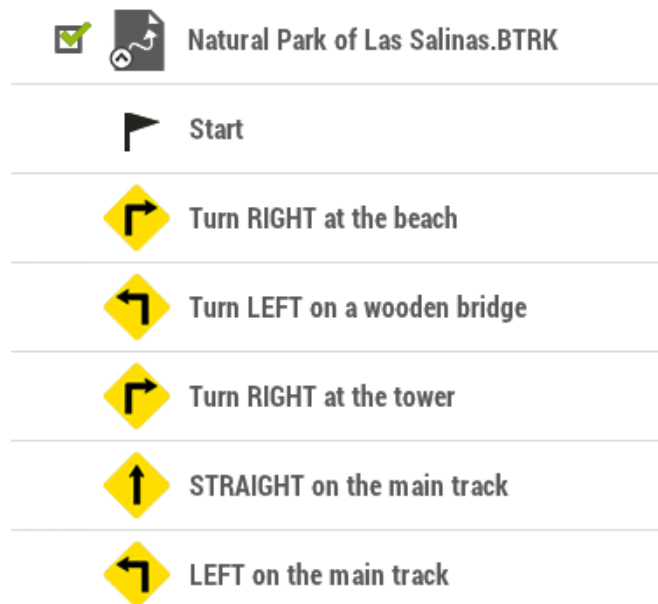 Natural Park of Las Salinas.BTRK
Start
Turn RIGHT at the beach
Turn LEFT on a wooden bridge
Turn RIGHT at the tower
STRAIGHT on the main track
LEFT on the main track